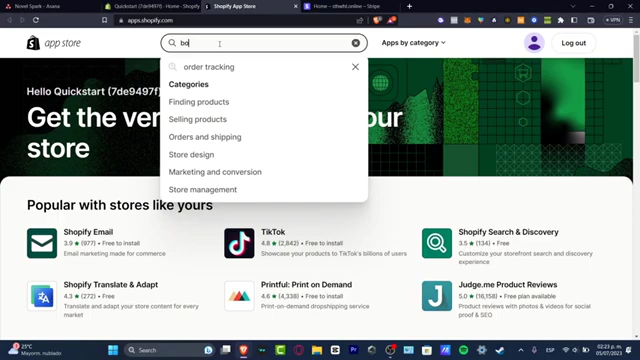 Novel Spark - Asana
Quickstart (7de9497f) - Home - Shopify
Shopify App Store
Home – sfweht.online – Stripe
apps.shopify.com
VPN
app store
bo
Apps by category
Log out
order tracking
Categories
Finding products
Selling products
Orders and shipping
Store design
Marketing and conversion
Store management
Hello Quickstart (7de9497f)
Get the ver your
store
Popular with stores like yours
Shopify Email
3.9 ★ (977) • Free to install
Email marketing made for commerce
TikTok
4.8 ★ (2,842) • Free to install
Showcase your products to TikTok's billions of users
Shopify Search & Discovery
3.5 ★ (134) • Free
Customize your storefront search and discovery
experience
Shopify Translate & Adapt
4.3 ★ (272) • Free
Translate and adapt your store content for every
market
Printful: Print on Demand
4.6 ★ (4,338) • Free to install
Print-on-demand dropshipping service
Judge.me Product Reviews
5.0 ★ (16,158) • Free plan available
Product reviews with photos & videos for social
proof & SEO
25°C
Mayorm. nublado
Search
ESP
02:23 p. m.
05/07/2023